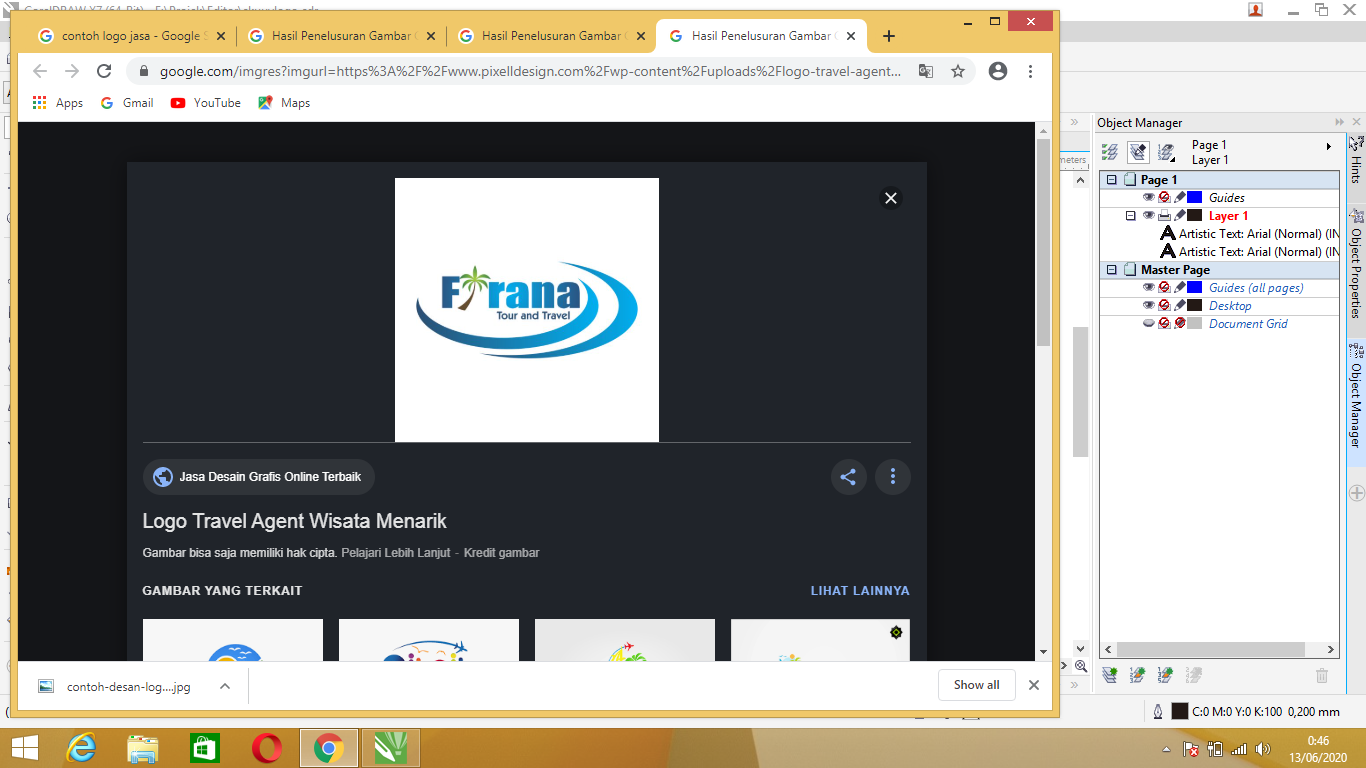 CorelDRAW X7 (64-Bit)
contoh logo jasa - Google S
Hasil Penelusuran Gambar G
Hasil Penelusuran Gambar G
Hasil Penelusuran Gambar G
google.com/imgres?imgurl=https%3A%2F%2Fwww.pixelldesign.com%2Fwp-content%2Fuploads%2Flogo-travel-agent...
Apps
Gmail
YouTube
Maps
F rana
Tour and Travel
Jasa Desain Grafis Online Terbaik
Logo Travel Agent Wisata Menarik
Gambar bisa saja memiliki hak cipta. Pelajari Lebih Lanjut - Kredit gambar
GAMBAR YANG TERKAIT
LIHAT LAINNYA
contoh-desan-log....jpg
Show all
Object Manager
Page 1
Layer 1
Page 1
Guides
Layer 1
Artistic Text: Arial (Normal) (IN
Artistic Text: Arial (Normal) (IN
Master Page
Guides (all pages)
Desktop
Document Grid
Hints
Object Properties
Object Manager
C:0 M:0 Y:0 K:100 0,200 mm
0:46
13/06/2020